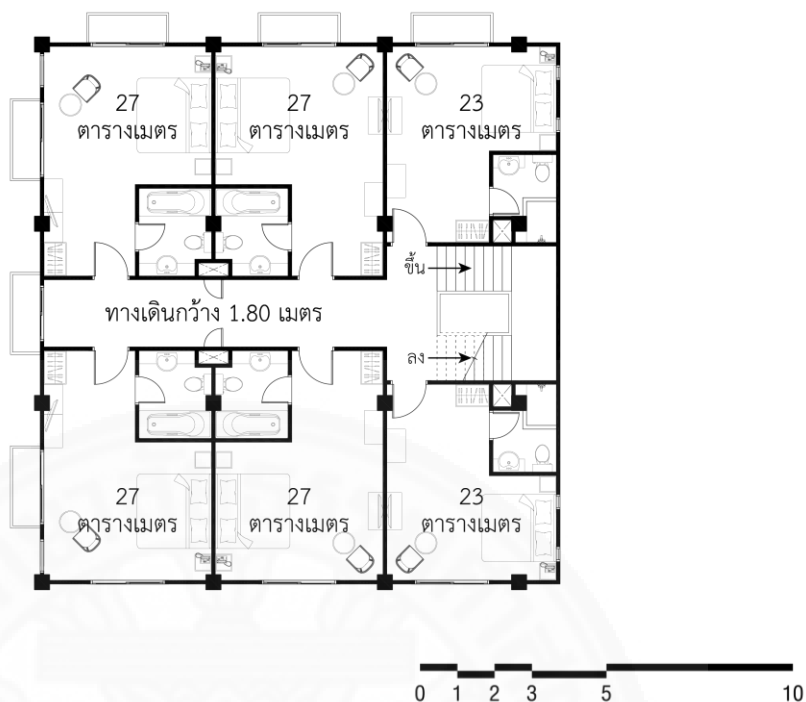 27
ตารางเมตร
27
ตารางเมตร
23
ตารางเมตร
ขึ้น
ทางเดินกว้าง 1.80 เมตร
ลง
27
ตารางเมตร
27
ตารางเมตร
23
ตารางเมตร
0 1 2 3 5 10